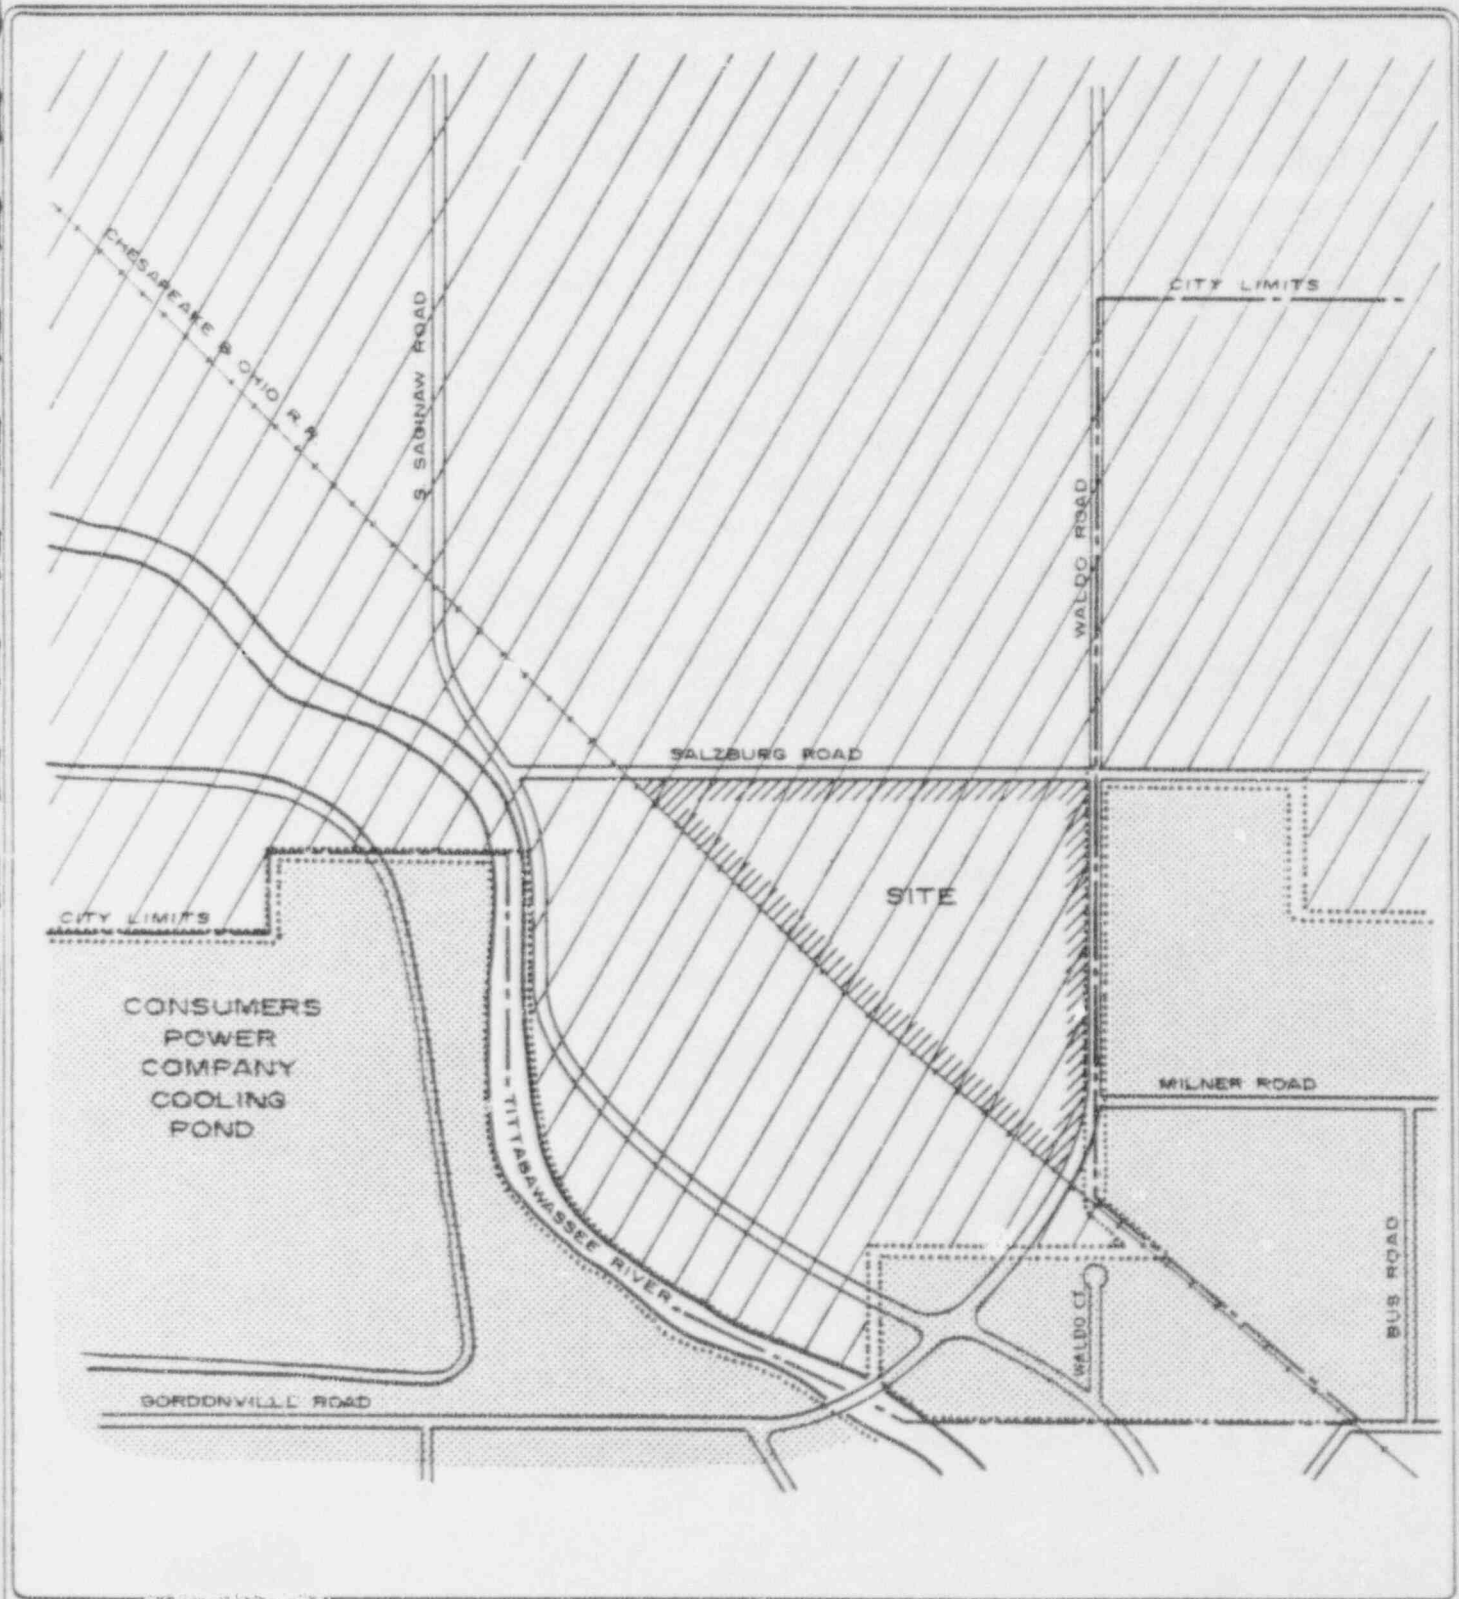 CITY LIMITS
CHESAPEAKE & OHIO R.R.
S SAGINAW ROAD
WALDO ROAD
SALZBURG ROAD
SITE
CITY LIMITS
CONSUMERS
POWER
COMPANY
COOLING
POND
MILNER ROAD
TITTABAWASSEE RIVER
WALDO CT.
BUS ROAD
GORDONVILLE ROAD